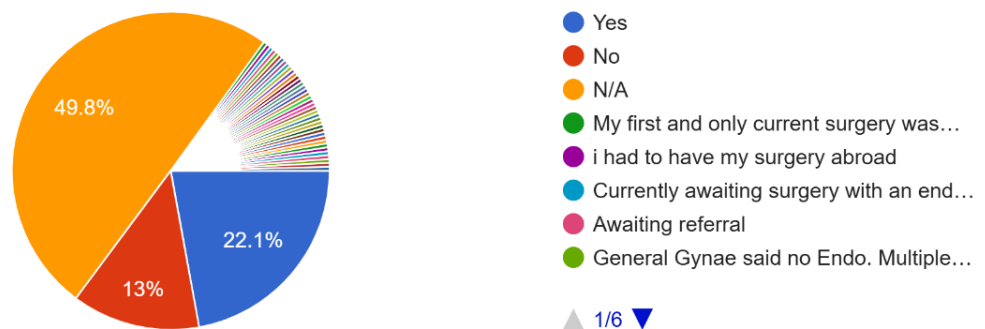 49.8%
22.1%
13%
Yes
No
N/A
My first and only current surgery was…
i had to have my surgery abroad
Currently awaiting surgery with an end…
Awaiting referral
General Gynae said no Endo. Multiple…
1/6